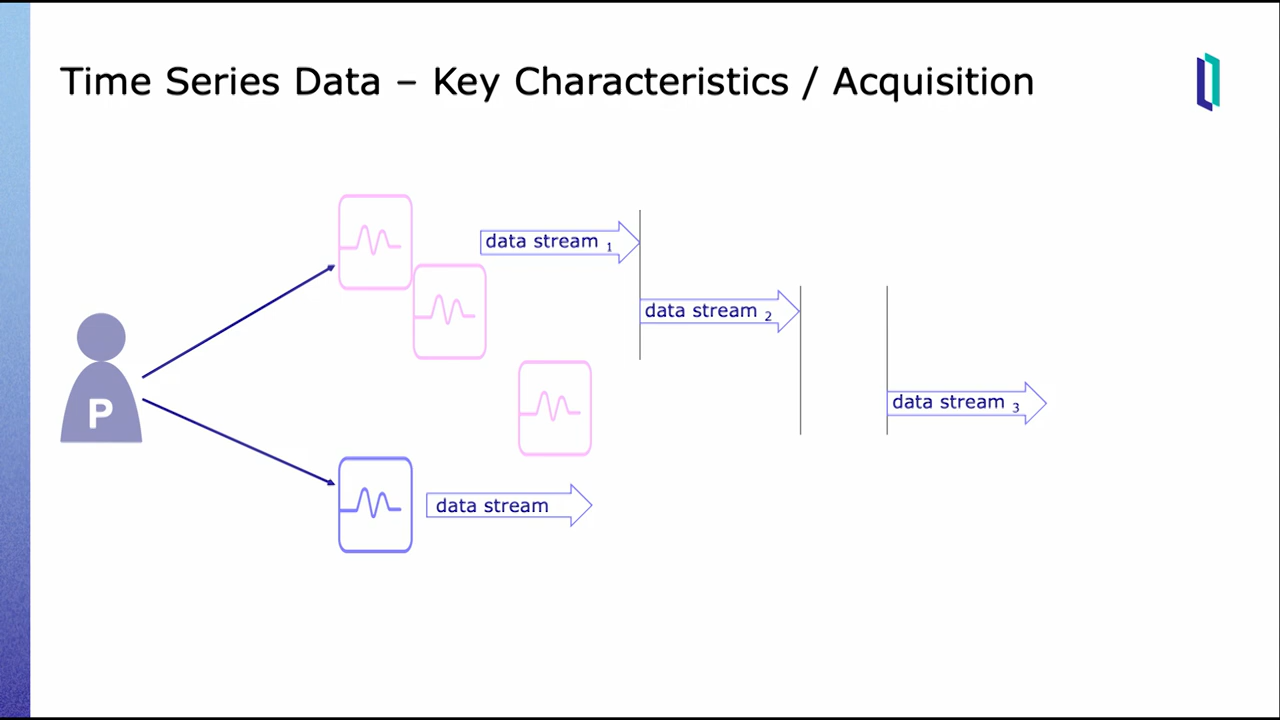 Time Series Data – Key Characteristics / Acquisition
data stream 1
data stream 2
data stream 3
P
data stream